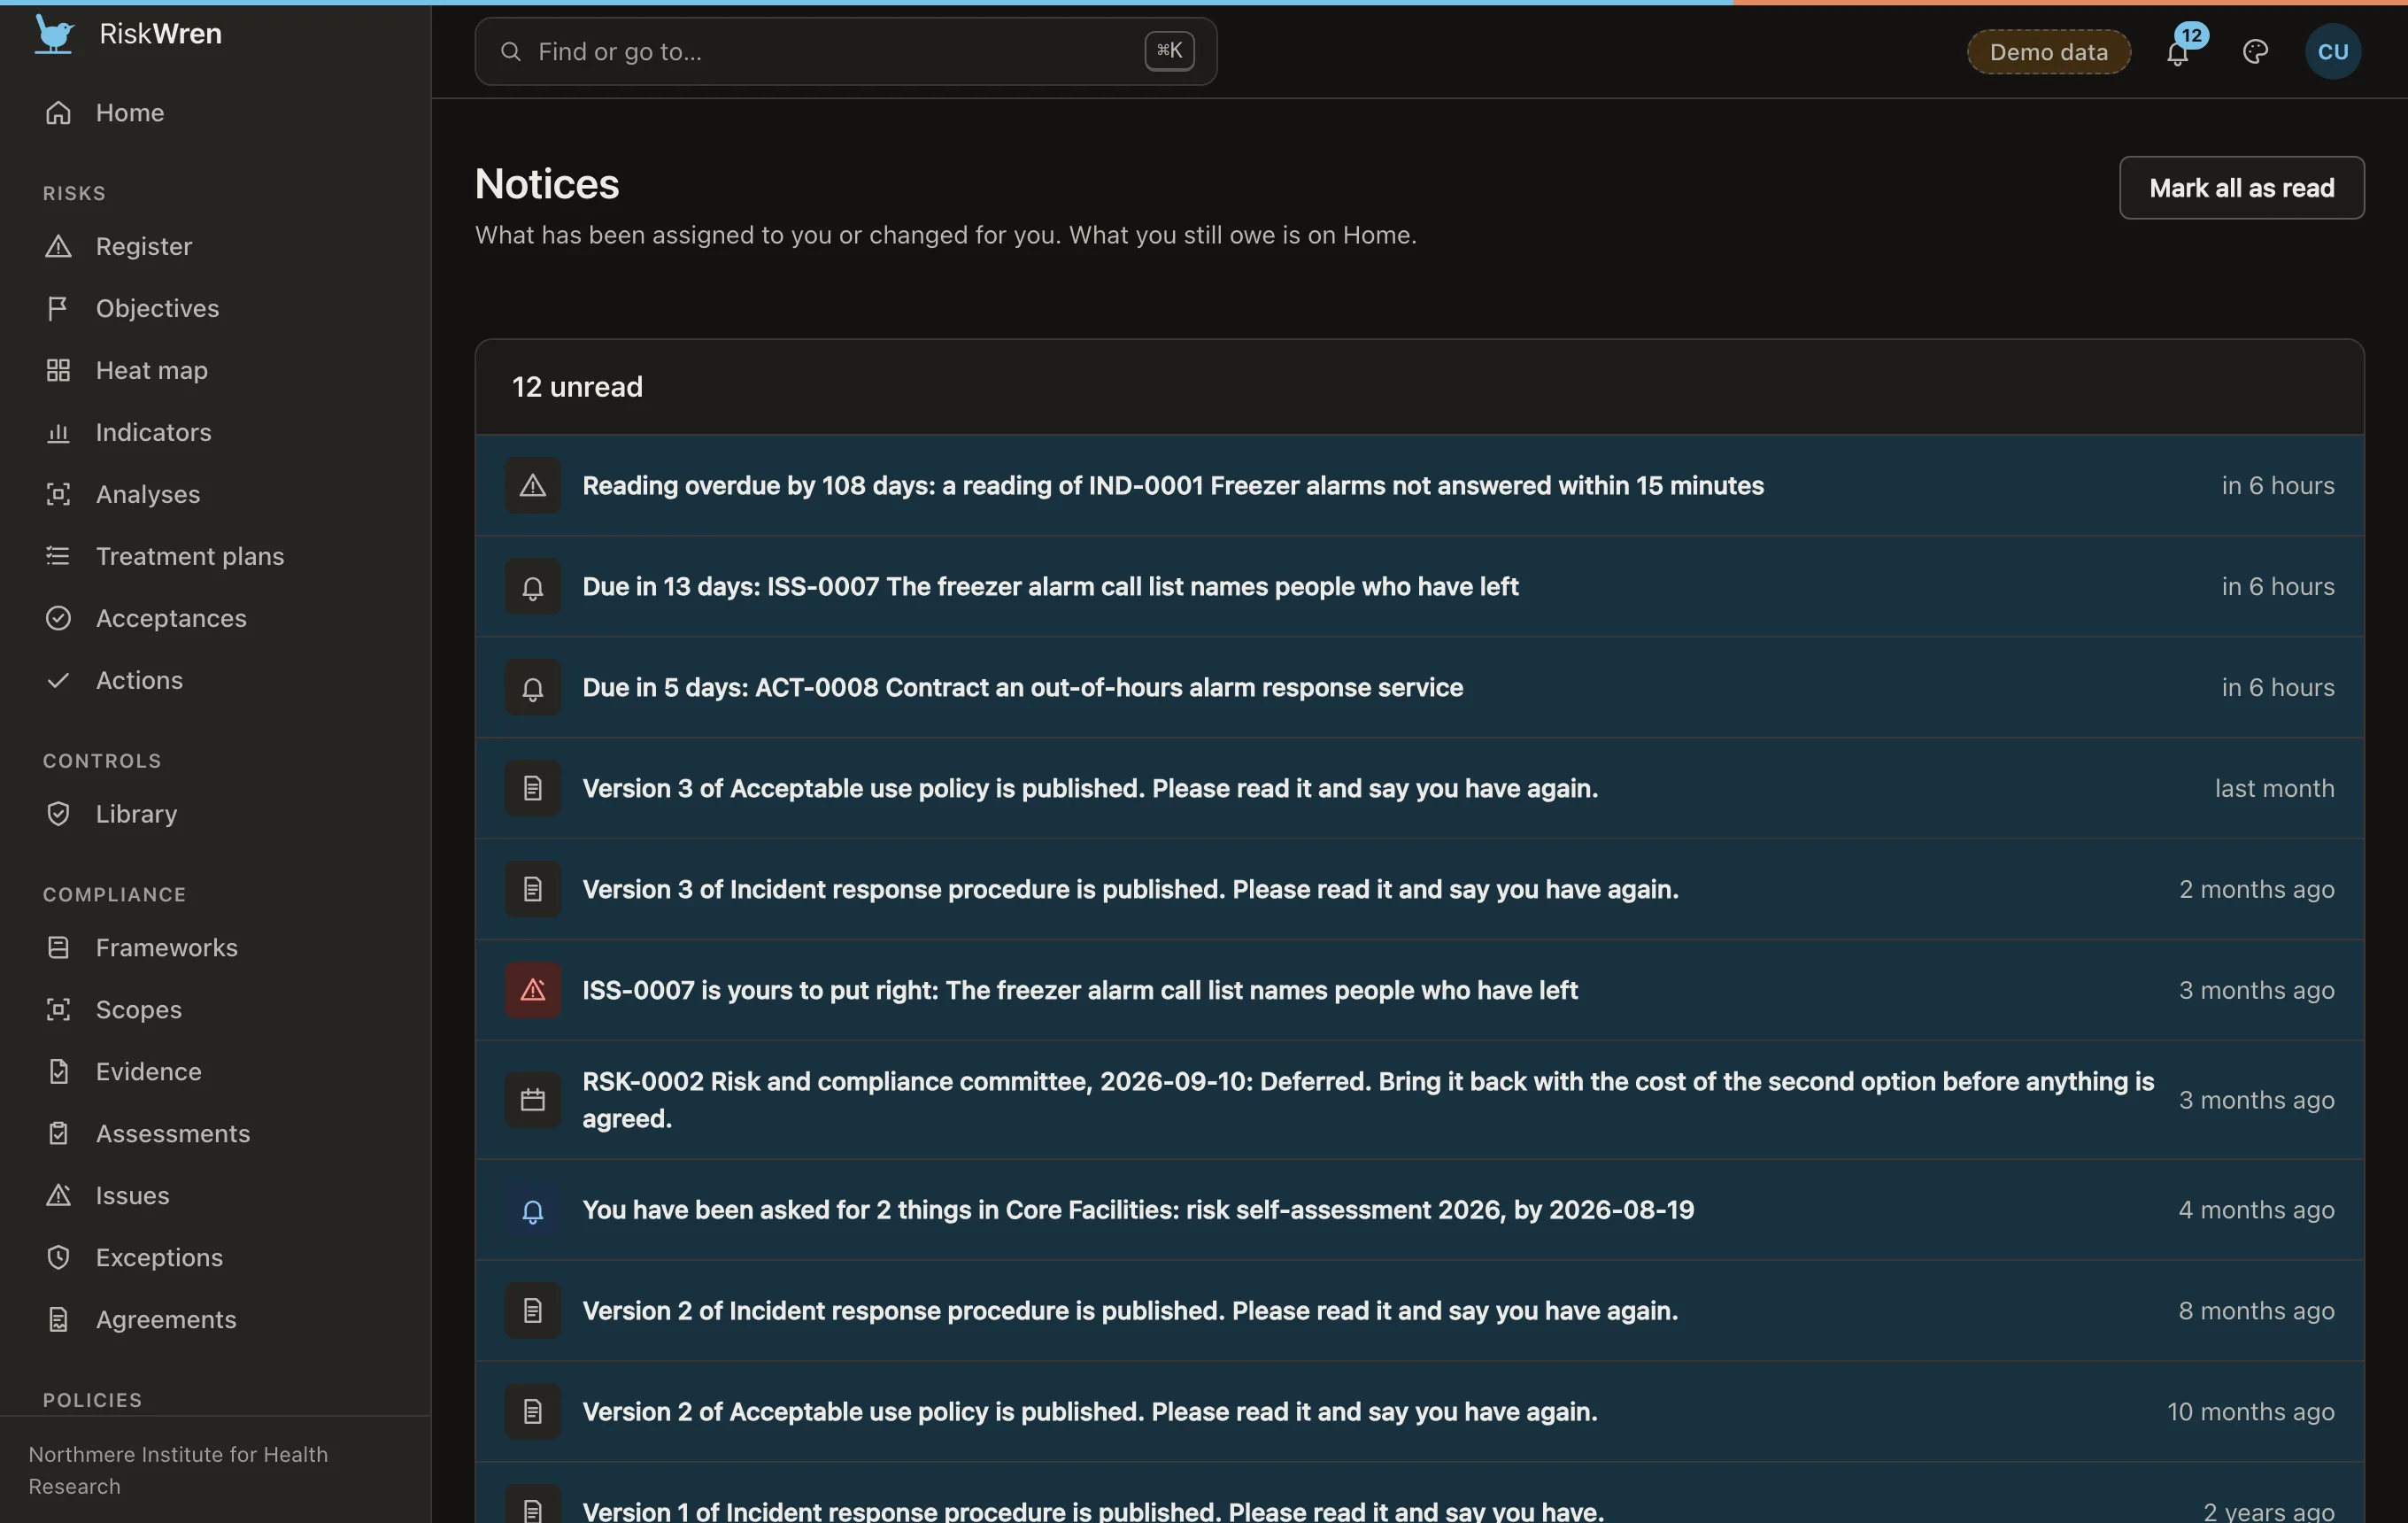 RiskWren
Find or go to...
⌘K
Demo data
12
CU
Home
RISKS
Register
Objectives
Heat map
Indicators
Analyses
Treatment plans
Acceptances
Actions
CONTROLS
Library
COMPLIANCE
Frameworks
Scopes
Evidence
Assessments
Issues
Exceptions
Agreements
POLICIES
Northmere Institute for Health
Research
Notices
Mark all as read
What has been assigned to you or changed for you. What you still owe is on Home.
12 unread
Reading overdue by 108 days: a reading of IND-0001 Freezer alarms not answered within 15 minutes
in 6 hours
Due in 13 days: ISS-0007 The freezer alarm call list names people who have left
in 6 hours
Due in 5 days: ACT-0008 Contract an out-of-hours alarm response service
in 6 hours
Version 3 of Acceptable use policy is published. Please read it and say you have again.
last month
Version 3 of Incident response procedure is published. Please read it and say you have again.
2 months ago
ISS-0007 is yours to put right: The freezer alarm call list names people who have left
3 months ago
RSK-0002 Risk and compliance committee, 2026-09-10: Deferred. Bring it back with the cost of the second option before anything is
agreed.
3 months ago
You have been asked for 2 things in Core Facilities: risk self-assessment 2026, by 2026-08-19
4 months ago
Version 2 of Incident response procedure is published. Please read it and say you have again.
8 months ago
Version 2 of Acceptable use policy is published. Please read it and say you have again.
10 months ago
Version 1 of Incident response procedure is published. Please read it and say you have.
2 years ago